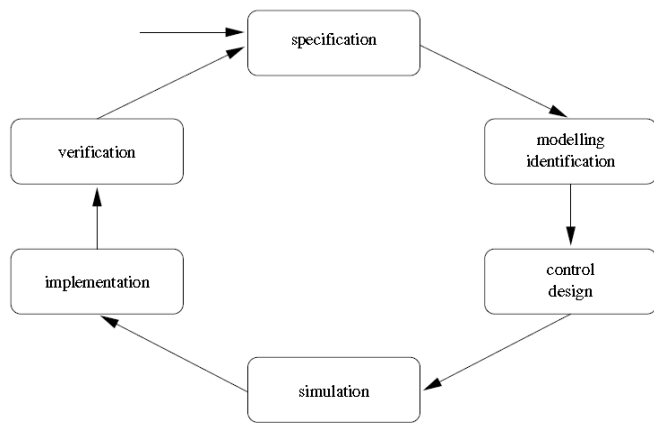 specification
verification
modelling
identification
implementation
control
design
simulation